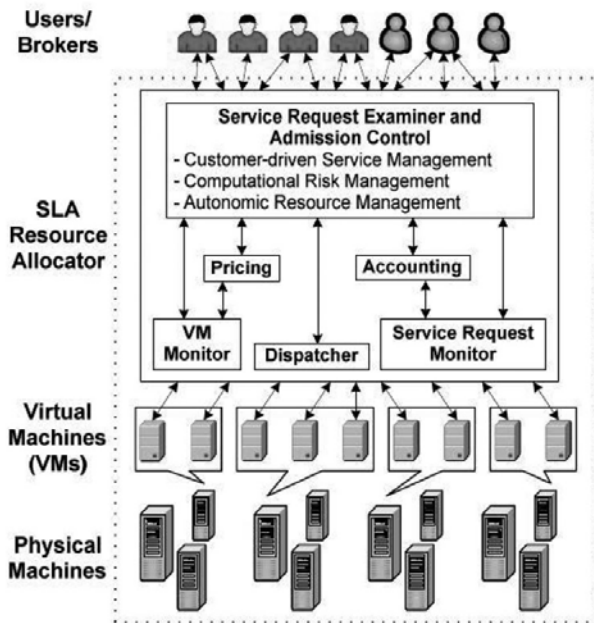 Users/
Brokers
Service Request Examiner and
Admission Control
- Customer-driven Service Management
- Computational Risk Management
- Autonomic Resource Management
SLA
Resource
Allocator
Pricing
Accounting
VM
Monitor
Dispatcher
Service Request
Monitor
Virtual
Machines
(VMs)
Physical
Machines